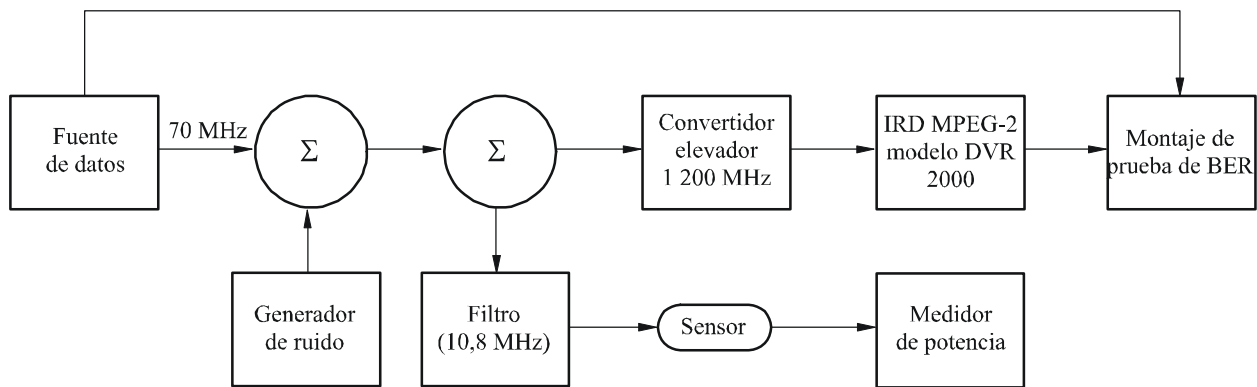 Fuente
de datos
70 MHz
Σ
Σ
Convertidor
elevador
1 200 MHz
IRD MPEG-2
modelo DVR
2000
Montaje de
prueba de BER
Generador
de ruido
Filtro
(10,8 MHz)
Sensor
Medidor
de potencia